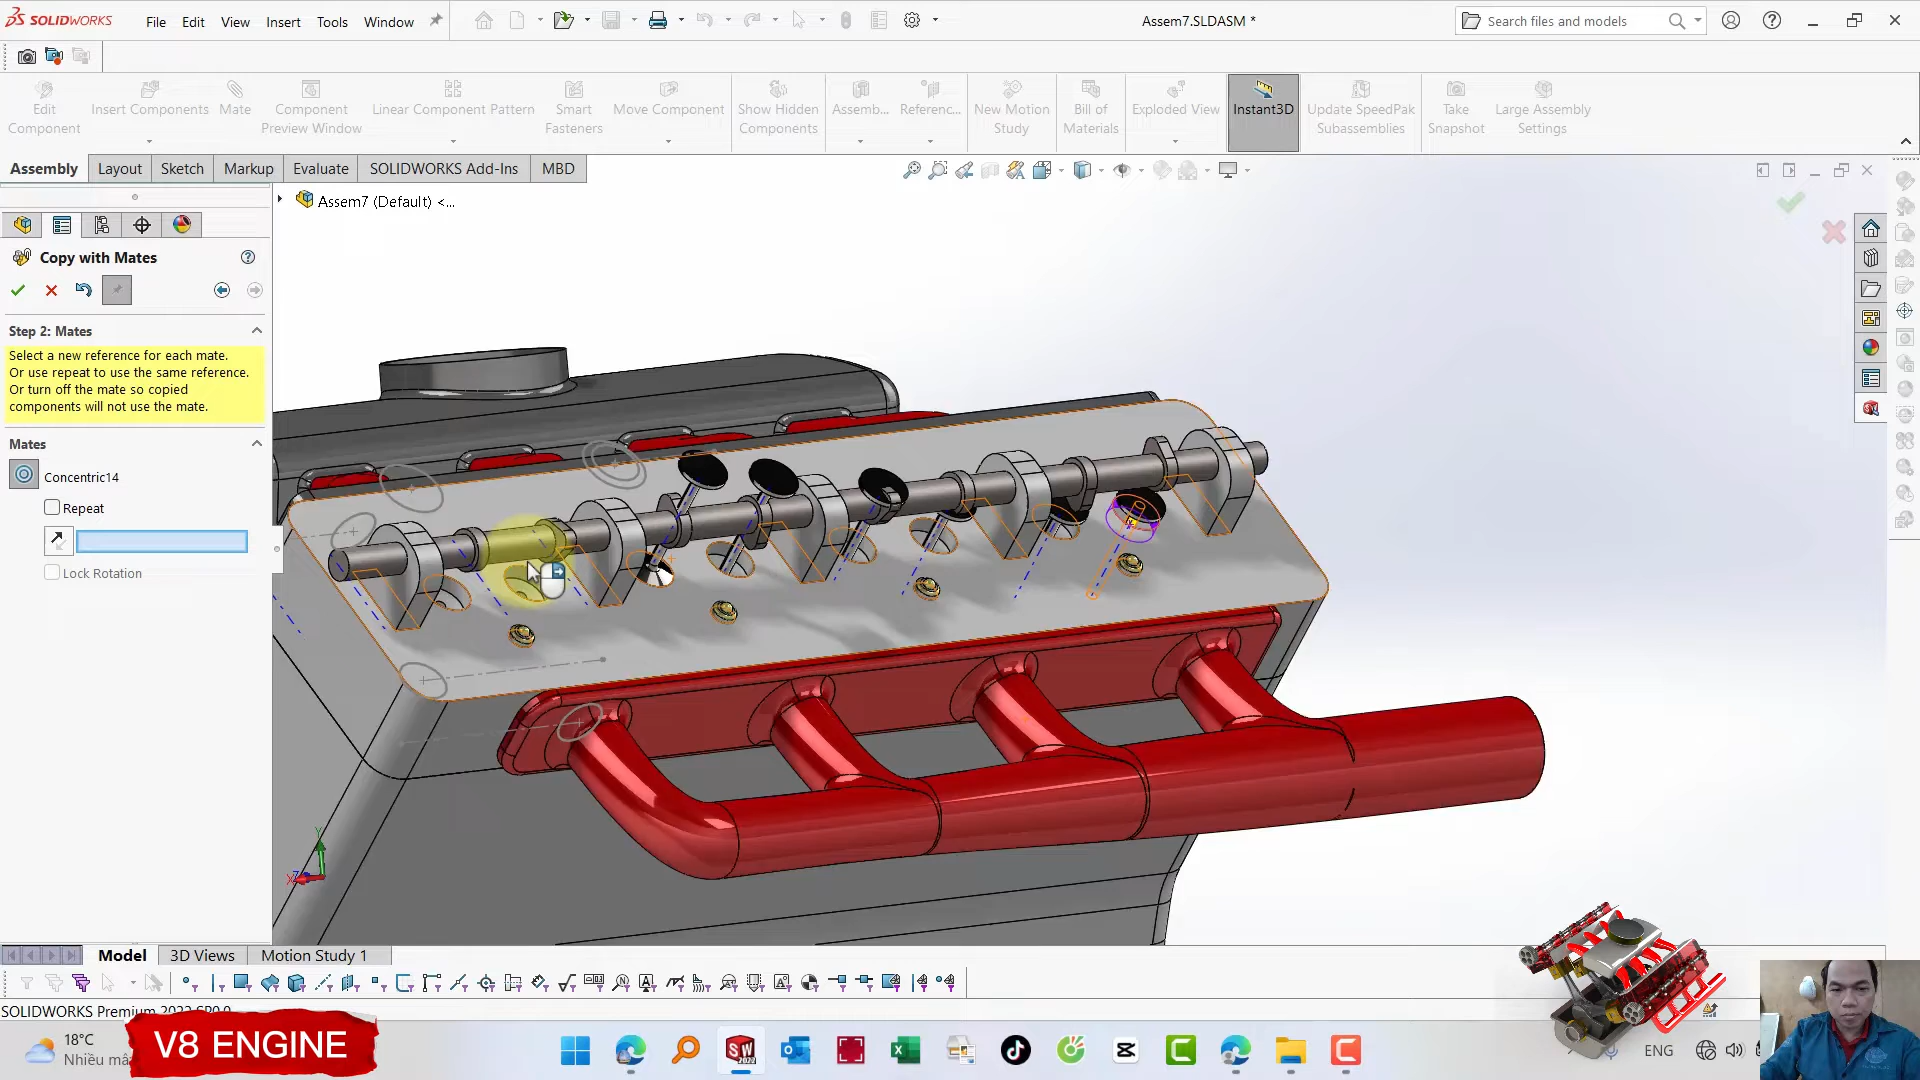 SOLIDWORKS
File
Edit
View
Insert
Tools
Window
Assem7.SLDASM *
Search files and models
Edit
Component
Insert Components
Mate
Component
Preview Window
Linear Component Pattern
Smart
Fasteners
Move Component
Show Hidden
Components
Assemb...
Referenc...
New Motion
Study
Bill of
Materials
Exploded View
Instant3D
Update SpeedPak
Subassemblies
Take
Snapshot
Large Assembly
Settings
Assembly
Layout
Sketch
Markup
Evaluate
SOLIDWORKS Add-Ins
MBD
Assem7 (Default) <...
Copy with Mates
Step 2: Mates
Select a new reference for each mate.
Or use repeat to use the same reference.
Or turn off the mate so copied
components will not use the mate.
Mates
Concentric14
Repeat
Lock Rotation
Y
X
Z
Model
3D Views
Motion Study 1
SOLIDWORKS Premium 2022 SP0.0
18°C
Nhiều mâ
V8 ENGINE
SW
2022
ENG